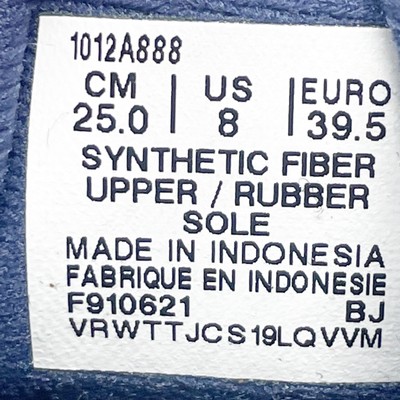 1012A888
CM | US | EURO
25.0 | 8 | 39.5
SYNTHETIC FIBER
UPPER / RUBBER
SOLE
MADE IN INDONESIA
FABRIQUE EN INDONESIE
F910621 BJ
VRWTTJCS19LQVVM